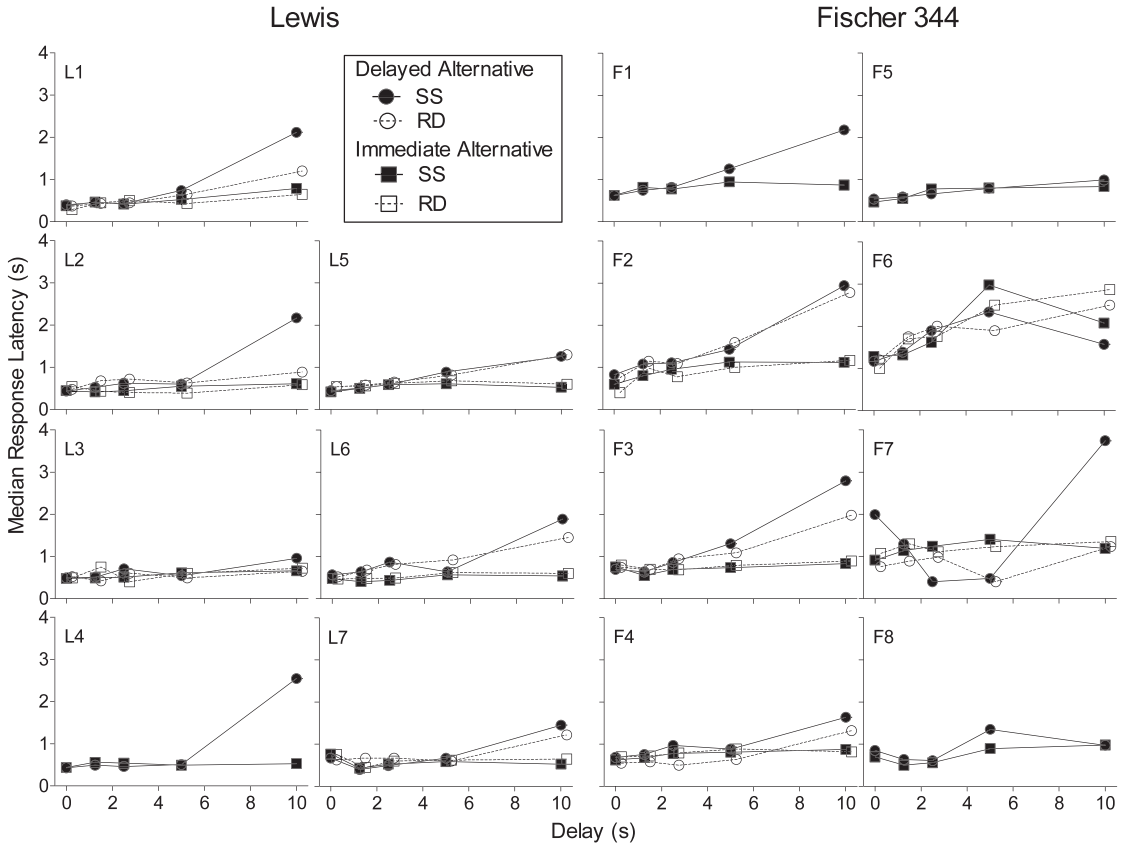 Lewis
Fischer 344
4
3
2
1
0
L1
Delayed Alternative
SS
RD
Immediate Alternative
SS
RD
F1
F5
4
3
2
1
0
L2
L5
F2
F6
4
3
2
1
0
L3
L6
F3
F7
4
3
2
1
0
L4
L7
F4
F8
0 2 4 6 8 10
0 2 4 6 8 10
0 2 4 6 8 10
0 2 4 6 8 10
Median Response Latency (s)
Delay (s)